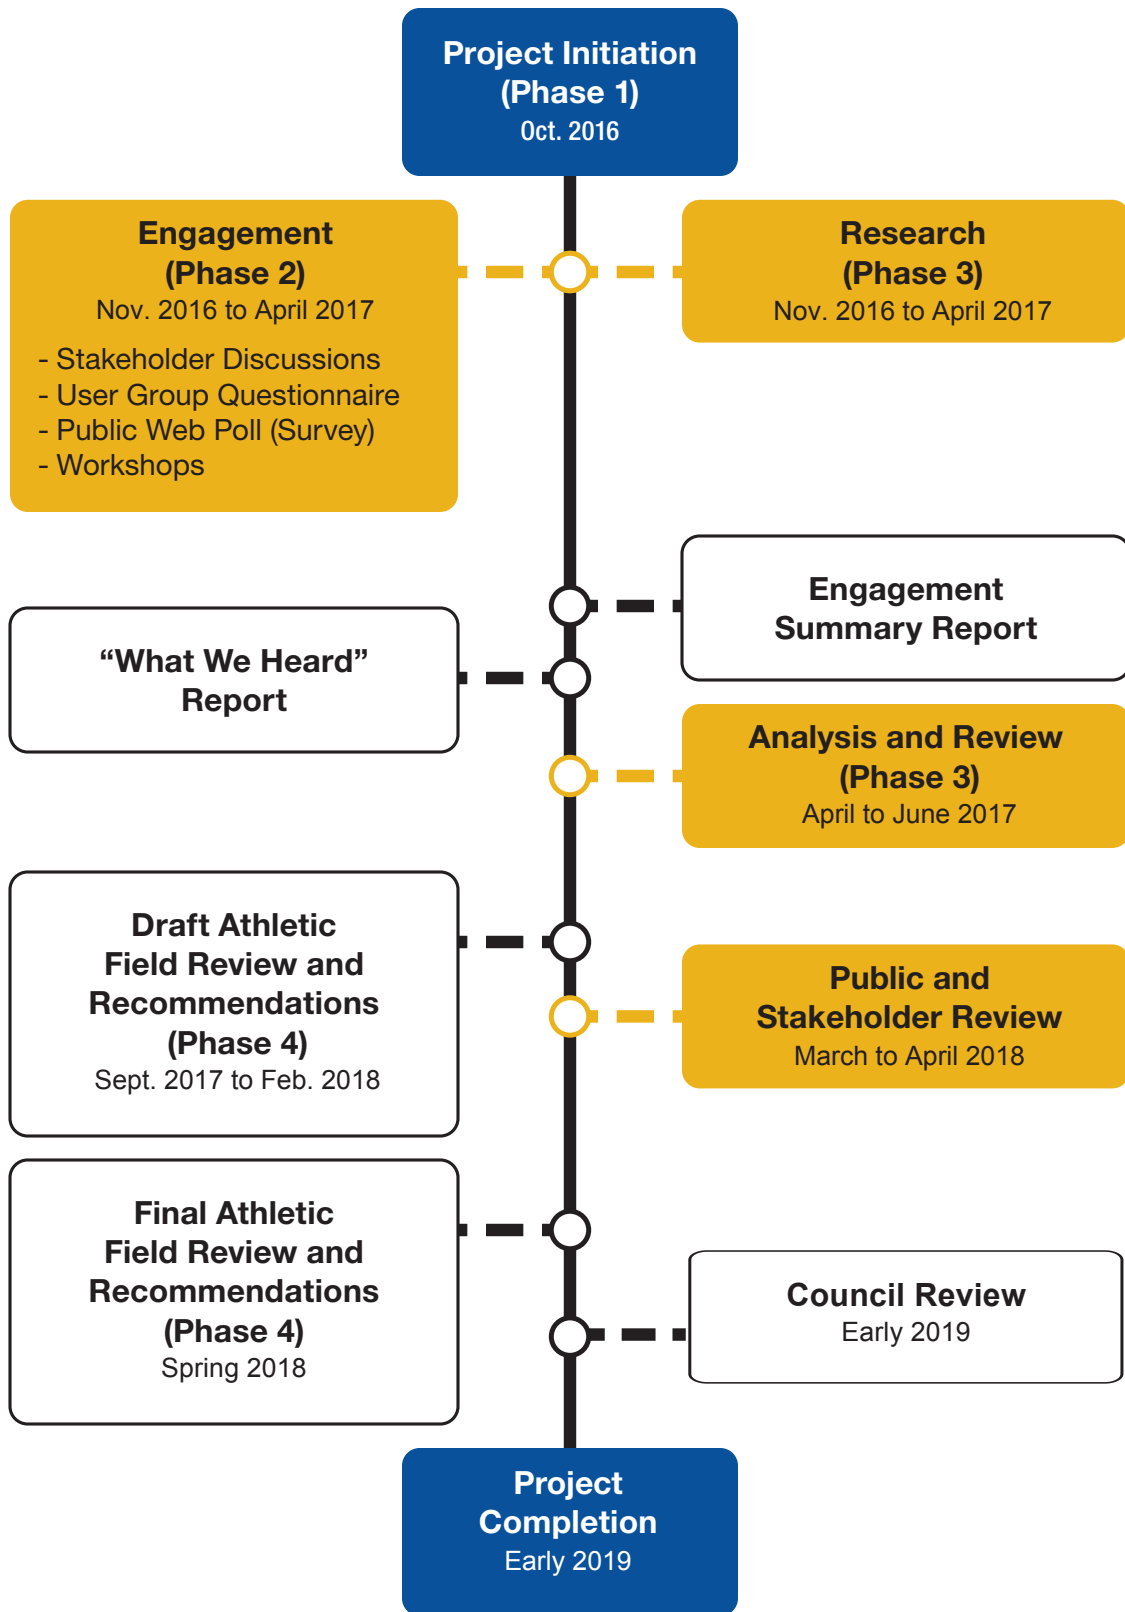 Project Initiation
(Phase 1)
Oct. 2016
Engagement
(Phase 2)
Nov. 2016 to April 2017
- Stakeholder Discussions
- User Group Questionnaire
- Public Web Poll (Survey)
- Workshops
Research
(Phase 3)
Nov. 2016 to April 2017
Engagement
Summary Report
“What We Heard”
Report
Analysis and Review
(Phase 3)
April to June 2017
Draft Athletic
Field Review and
Recommendations
(Phase 4)
Sept. 2017 to Feb. 2018
Public and
Stakeholder Review
March to April 2018
Final Athletic
Field Review and
Recommendations
(Phase 4)
Spring 2018
Council Review
Early 2019
Project
Completion
Early 2019